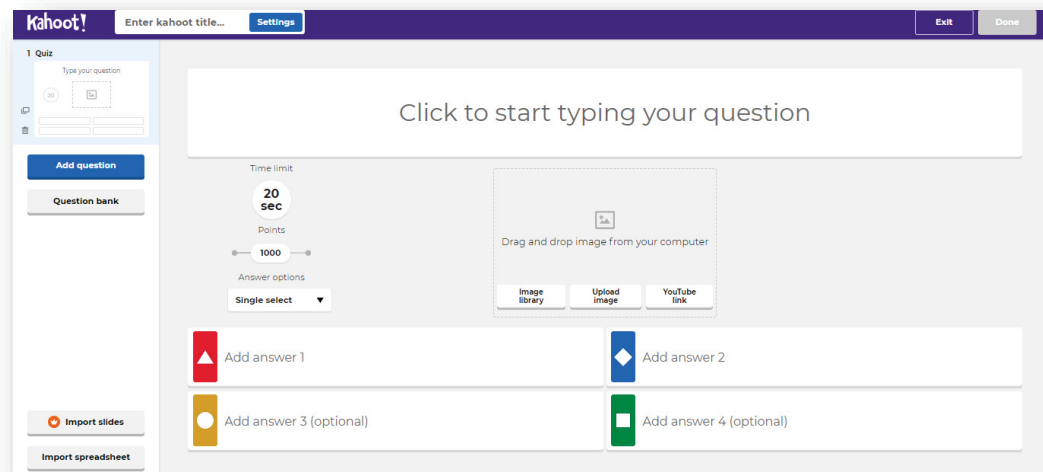 Kahoot!
Enter kahoot title...
Settings
Exit
Done
1 Quiz
Type your question
20
Add question
Question bank
Import slides
Import spreadsheet
Click to start typing your question
Time limit
20
sec
Points
1000
Answer options
Single select
Drag and drop image from your computer
Image
library
Upload
image
YouTube
link
Add answer 1
Add answer 2
Add answer 3 (optional)
Add answer 4 (optional)